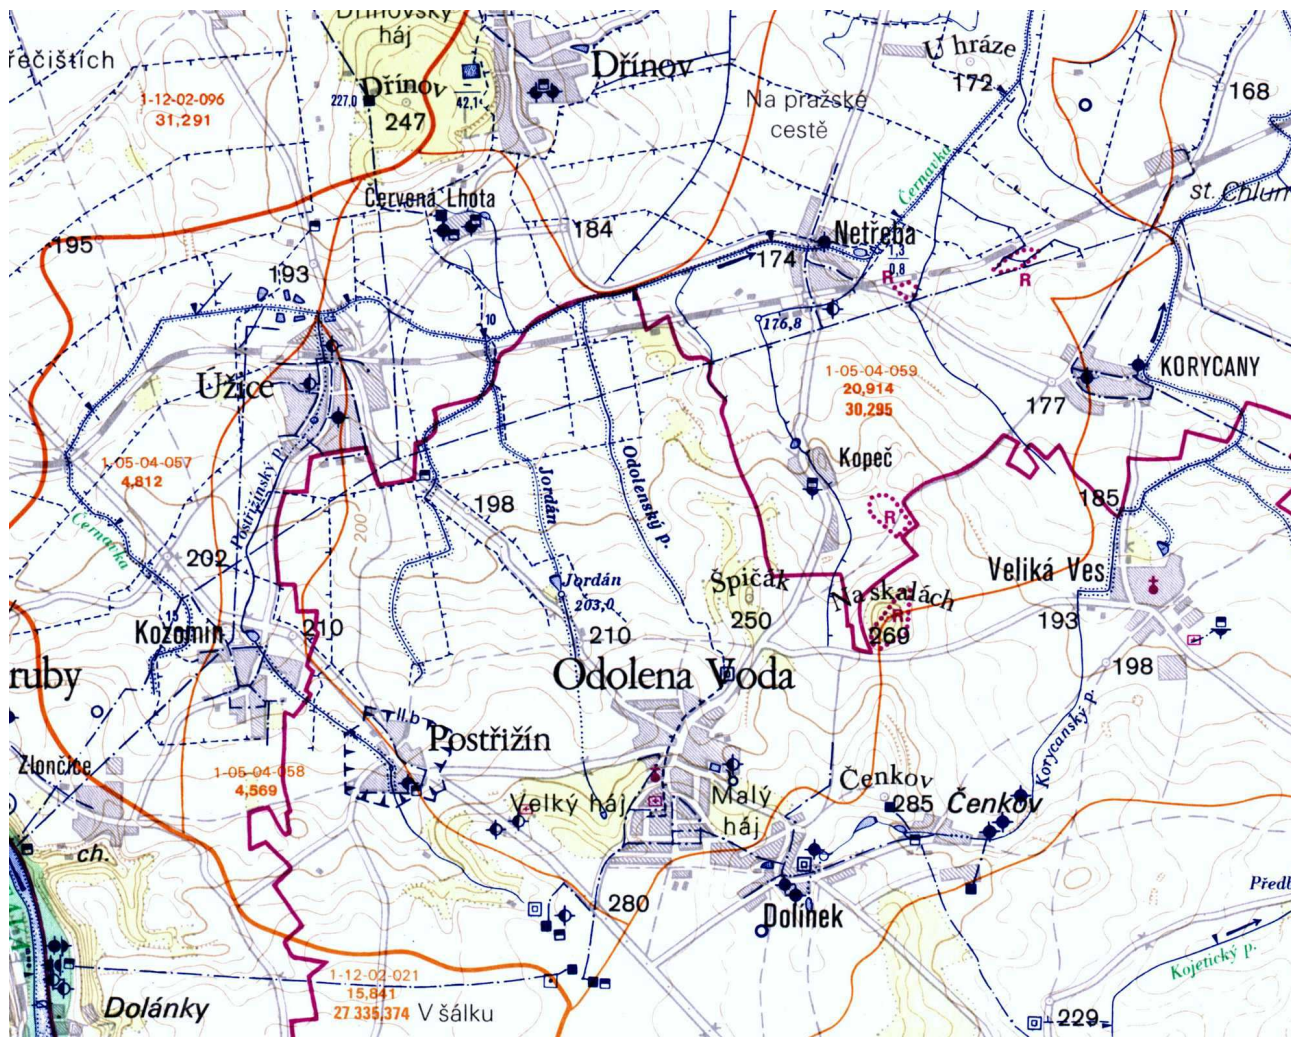 Dřínovský
háj
řečištích
Dřínov
U hráze
172
168
1-12-02-096
31,291
227,0
Dřínov
247
42,1
Na pražské
cestě
Černavka
st. Chlum
Červená Lhota
184
195
193
174
Netřeba
1,3
0,8
R
R
10
176,8
Úžice
1-05-04-059
20,914
30,295
KORYCANY
177
1-05-04-057
4,812
Kopeč
Postřižínský p.
198
Jordán
Odolenský p.
185
R
Černavka
200
202
Veliká Ves
Jordán
203,0
Špičák
250
Na skalách
R
269
193
15
Kozomín
210
210
198
ruby
Odolena Voda
II.b
Postřižín
Korycanský p.
Zlončice
1-05-04-058
4,569
Velký háj
Malý
háj
Čenkov
285
Čenkov
ch.
280
Dolínek
Předb
Kojetický p.
1-12-02-021
15,841
27 335,374
Dolánky
V šálku
229